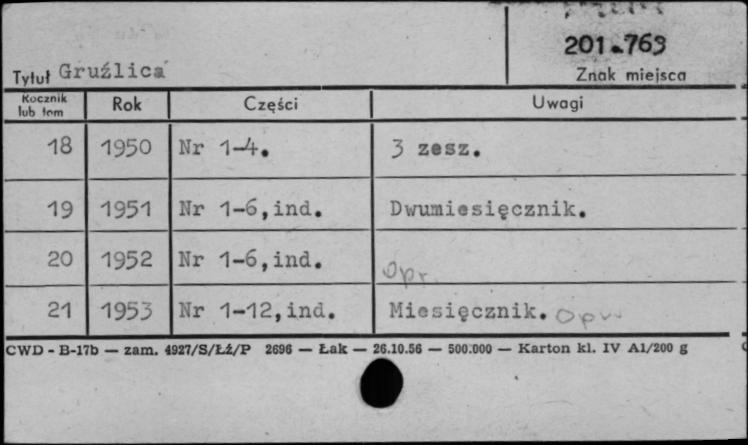 201.763
Tytuł Gruźlica Znak miejsca
Rocznik lub tom Rok Części Uwagi
18 1950 Nr 1-4. 3 zesz.
19 1951 Nr 1-6,ind. Dwumiesięcznik.
20 1952 Nr 1-6,ind. Opr.
21 1953 Nr 1-12,ind. Miesięcznik.
CWD - B-17b — zam. 4927/S/Łż/P 2696 — Łak — 26.10.56 — 500.000 — Karton kl. IV A1/200 g